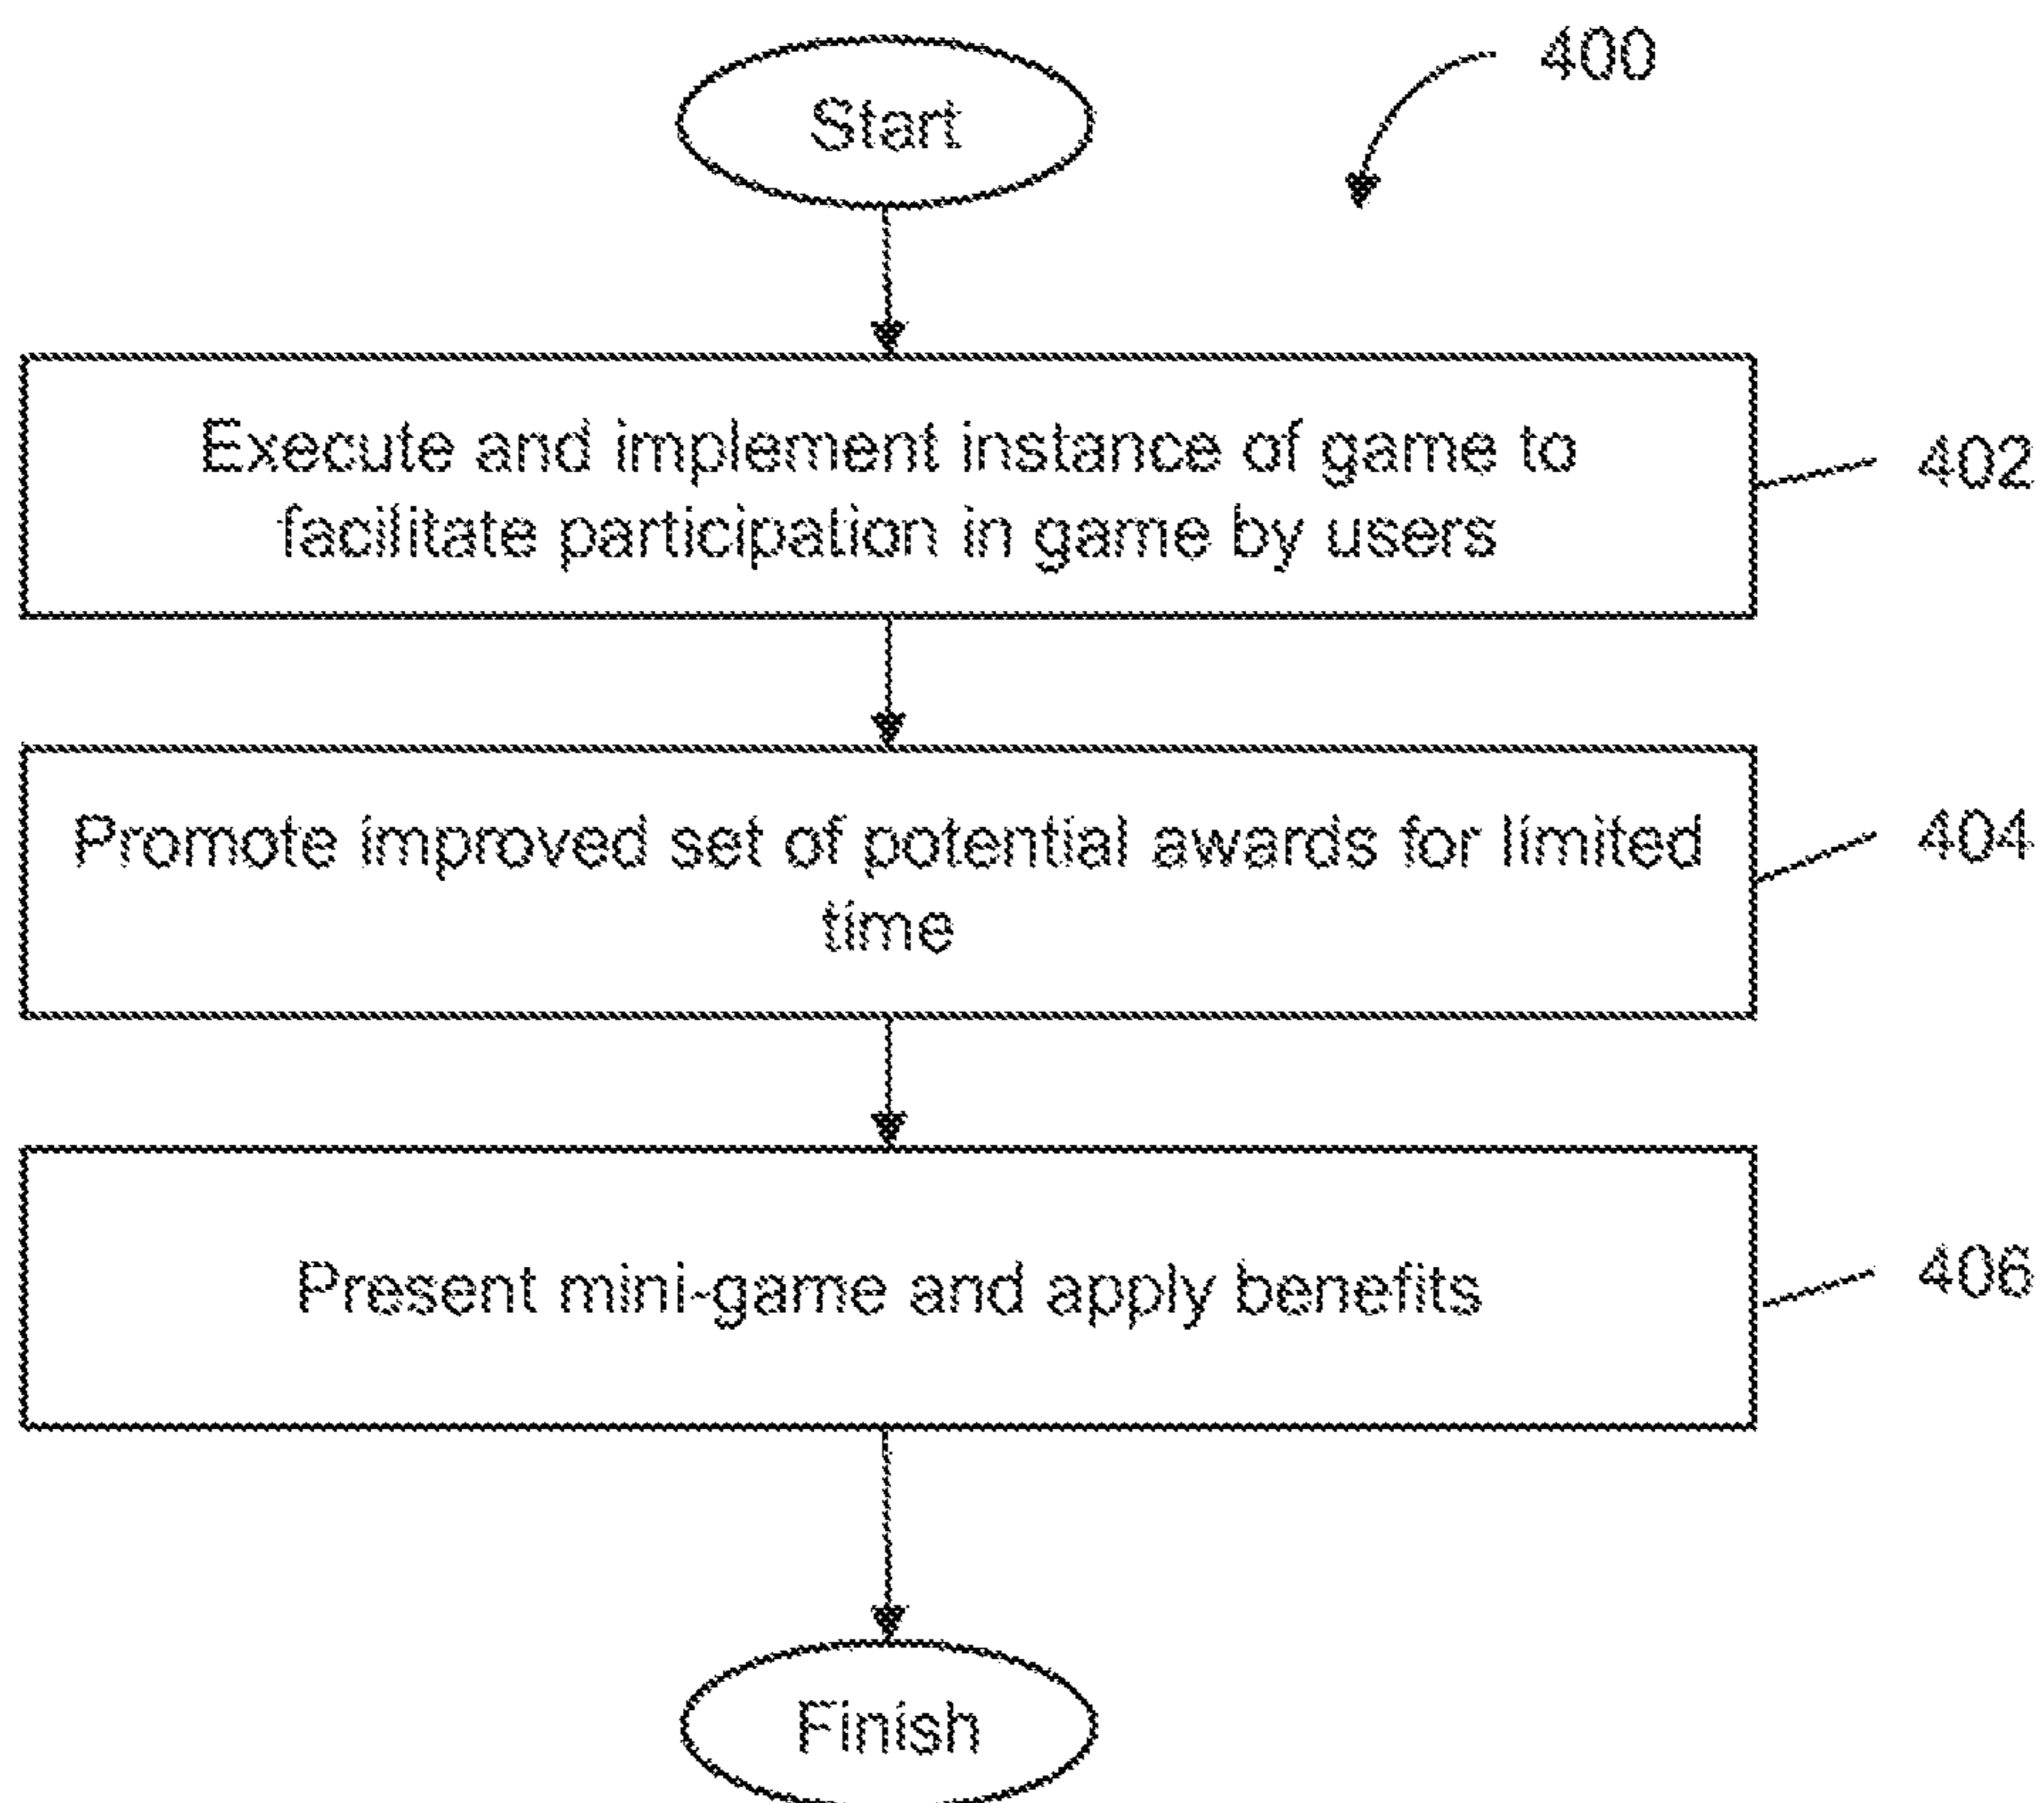 400
Start
Execute and implement instance of game to
facilitate participation in game by users
402
Promote improved set of potential awards for limited
time
404
Present mini-game and apply benefits
406
Finish